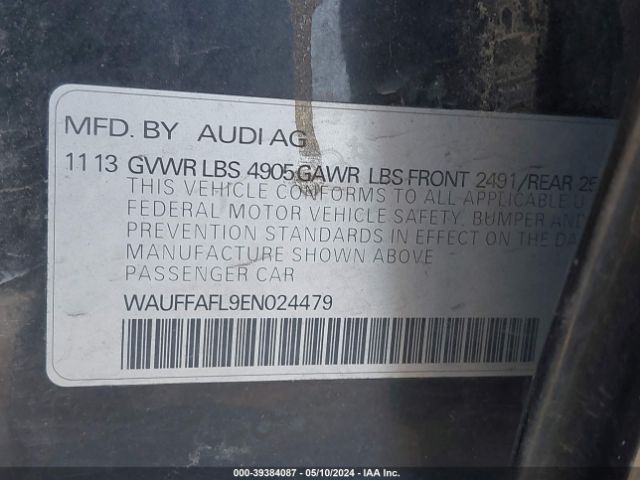 MFD. BY AUDI AG
11 13 GVWR LBS 4905 GAWR LBS FRONT 2491/REAR
THIS VEHICLE CONFORMS TO ALL APPLICABLE
FEDERAL MOTOR VEHICLE SAFETY, BUMPER AND
PREVENTION STANDARDS IN EFFECT ON THE
MANUFACTURE SHOWN ABOVE
PASSENGER CAR
WAUFFAFL9EN024479
000-39384087 - 05/10/2024 - IAA Inc.